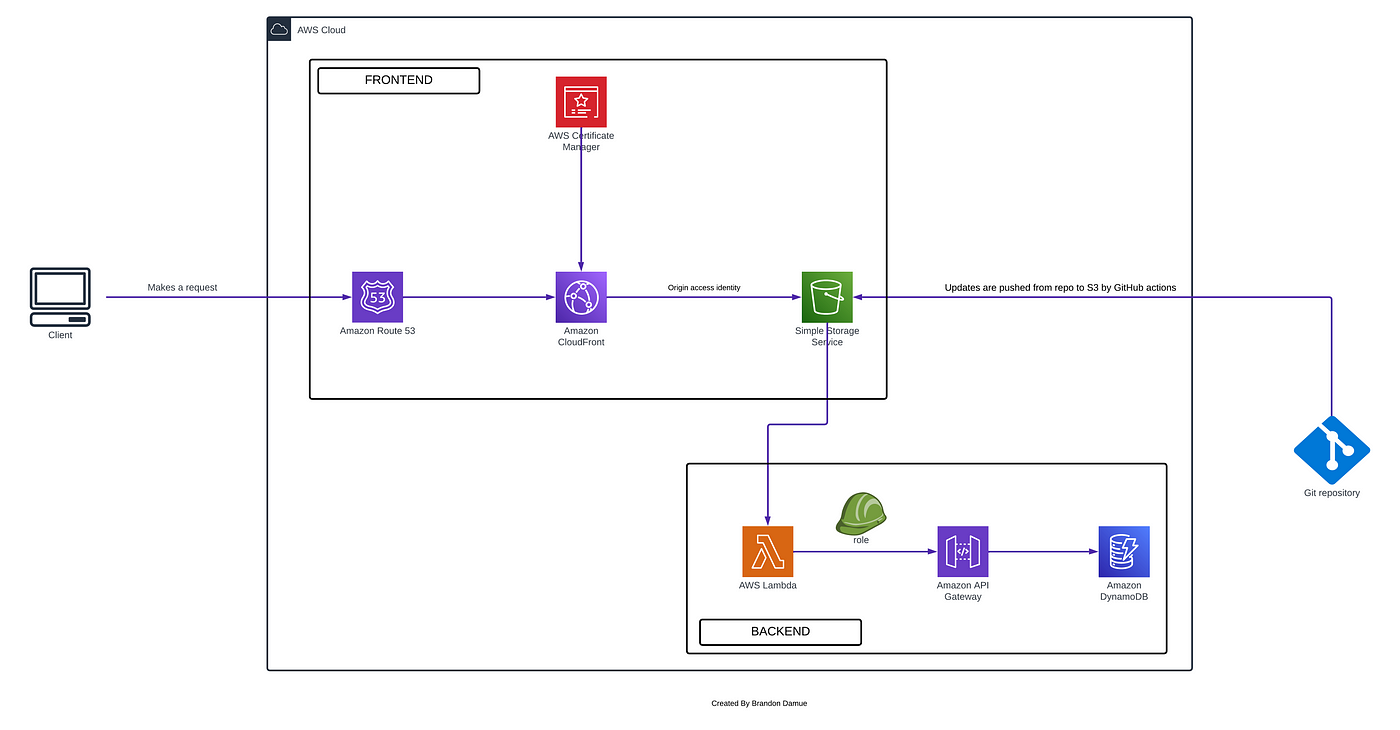 AWS Cloud
FRONTEND
AWS Certificate
Manager
Makes a request
Client
53
Amazon Route 53
Amazon
CloudFront
Origin access identity
Simple Storage
Service
Updates are pushed from repo to S3 by GitHub actions
Git repository
role
AWS Lambda
Amazon API
Gateway
Amazon
DynamoDB
BACKEND
Created By Brandon Damue